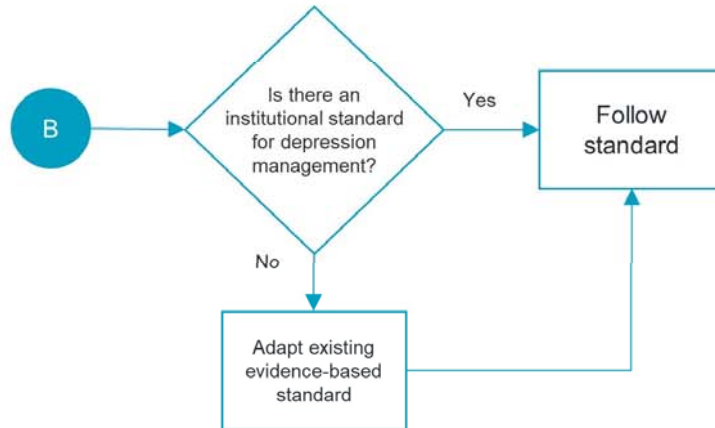 B
Is there an
institutional standard
for depression
management?
Yes
Follow
standard
No
Adapt existing
evidence-based
standard